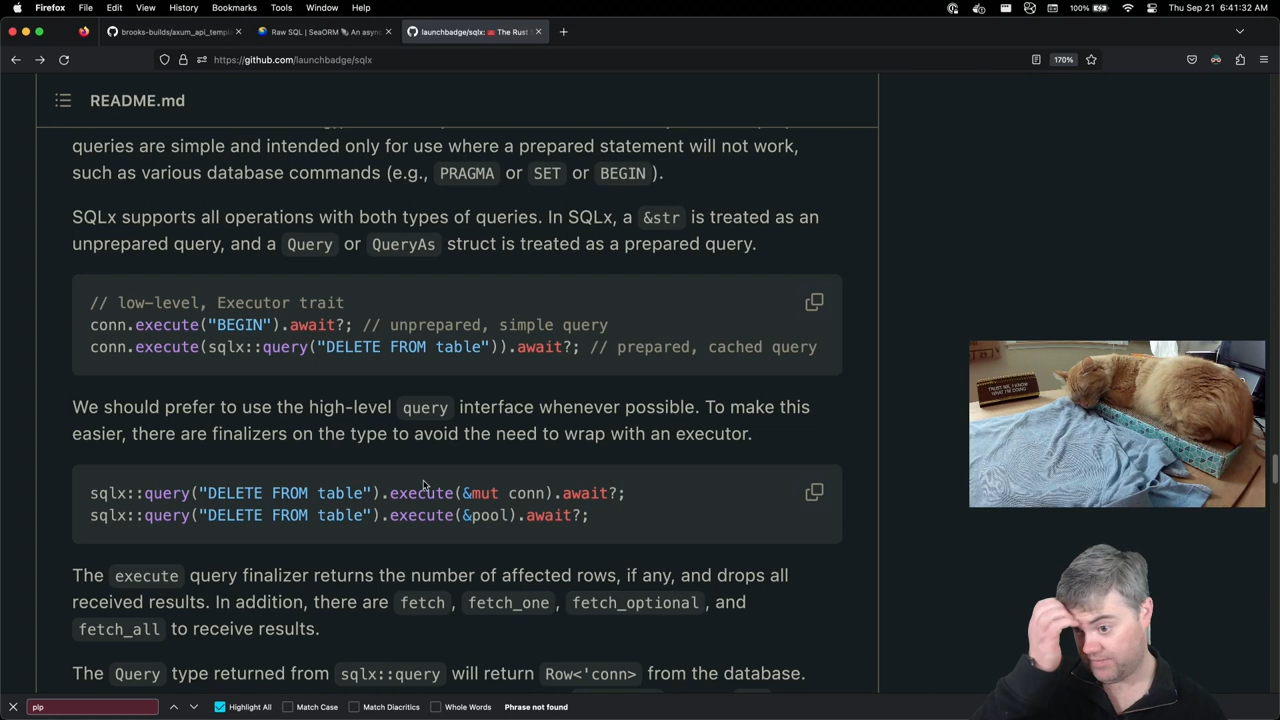 Firefox File Edit View History Bookmarks Tools Window Help 100% Thu Sep 21 6:41:32 AM
brooks-builds/axum_api_templ Raw SQL | SeaORM An async launchbadge/sqlx: The Rust
https://github.com/launchbadge/sqlx 170%
README.md
queries are simple and intended only for use where a prepared statement will not work,
such as various database commands (e.g., PRAGMA or SET or BEGIN ).
SQLx supports all operations with both types of queries. In SQLx, a &str is treated as an
unprepared query, and a Query or QueryAs struct is treated as a prepared query.
// low-level, Executor trait
conn.execute("BEGIN").await?; // unprepared, simple query
conn.execute(sqlx::query("DELETE FROM table")).await?; // prepared, cached query
We should prefer to use the high-level query interface whenever possible. To make this
easier, there are finalizers on the type to avoid the need to wrap with an executor.
sqlx::query("DELETE FROM table").execute(&mut conn).await?;
sqlx::query("DELETE FROM table").execute(&pool).await?;
The execute query finalizer returns the number of affected rows, if any, and drops all
received results. In addition, there are fetch , fetch_one , fetch_optional , and
fetch_all to receive results.
The Query type returned from sqlx::query will return Row<'conn> from the database.
plp Highlight All Match Case Match Diacritics Whole Words Phrase not found